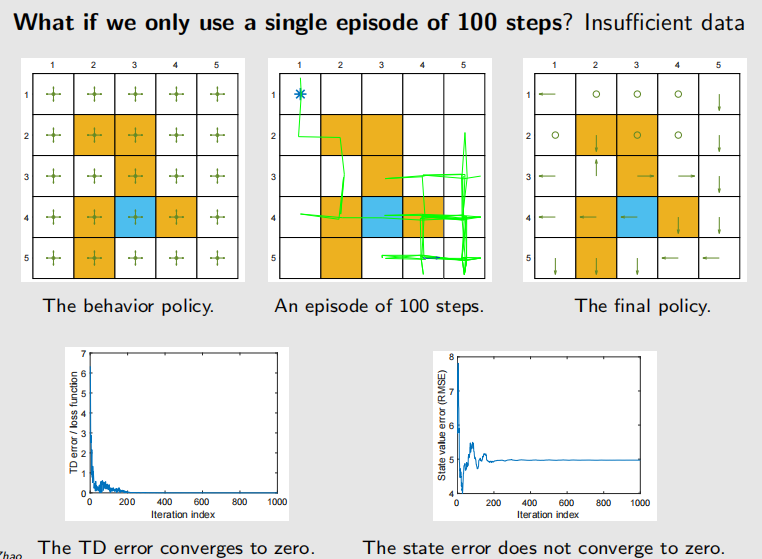 What if we only use a single episode of 100 steps? Insufficient data
1 2 3 4 5
1
2
3
4
5
1 2 3 4 5
1
2
3
4
5
1 2 3 4 5
1
2
3
4
5
The behavior policy.
An episode of 100 steps.
The final policy.
TD error / loss function
7
6
5
4
3
2
1
0
0 200 400 600 800 1000
Iteration index
State value error (RMSE)
8
7
6
5
4
0 200 400 600 800 1000
Iteration index
Zhao
The TD error converges to zero.
The state error does not converge to zero.